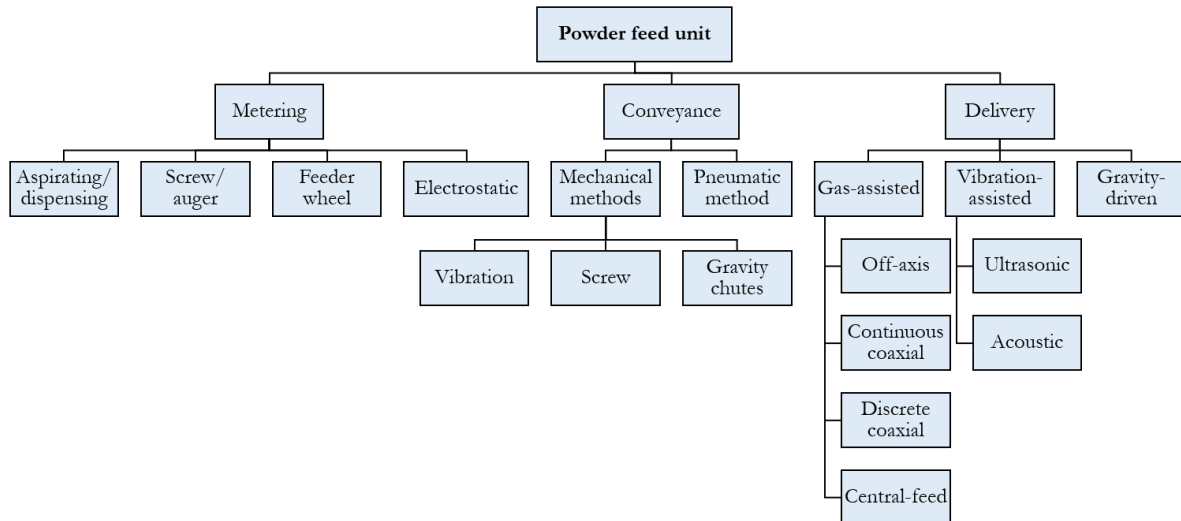 Powder feed unit
Metering
Conveyance
Delivery
Aspirating/
dispensing
Screw/
auger
Feeder
wheel
Electrostatic
Mechanical
methods
Pneumatic
method
Gas-assisted
Vibration-
assisted
Gravity-
driven
Vibration
Screw
Gravity
chutes
Off-axis
Continuous
coaxial
Discrete
coaxial
Central-feed
Ultrasonic
Acoustic